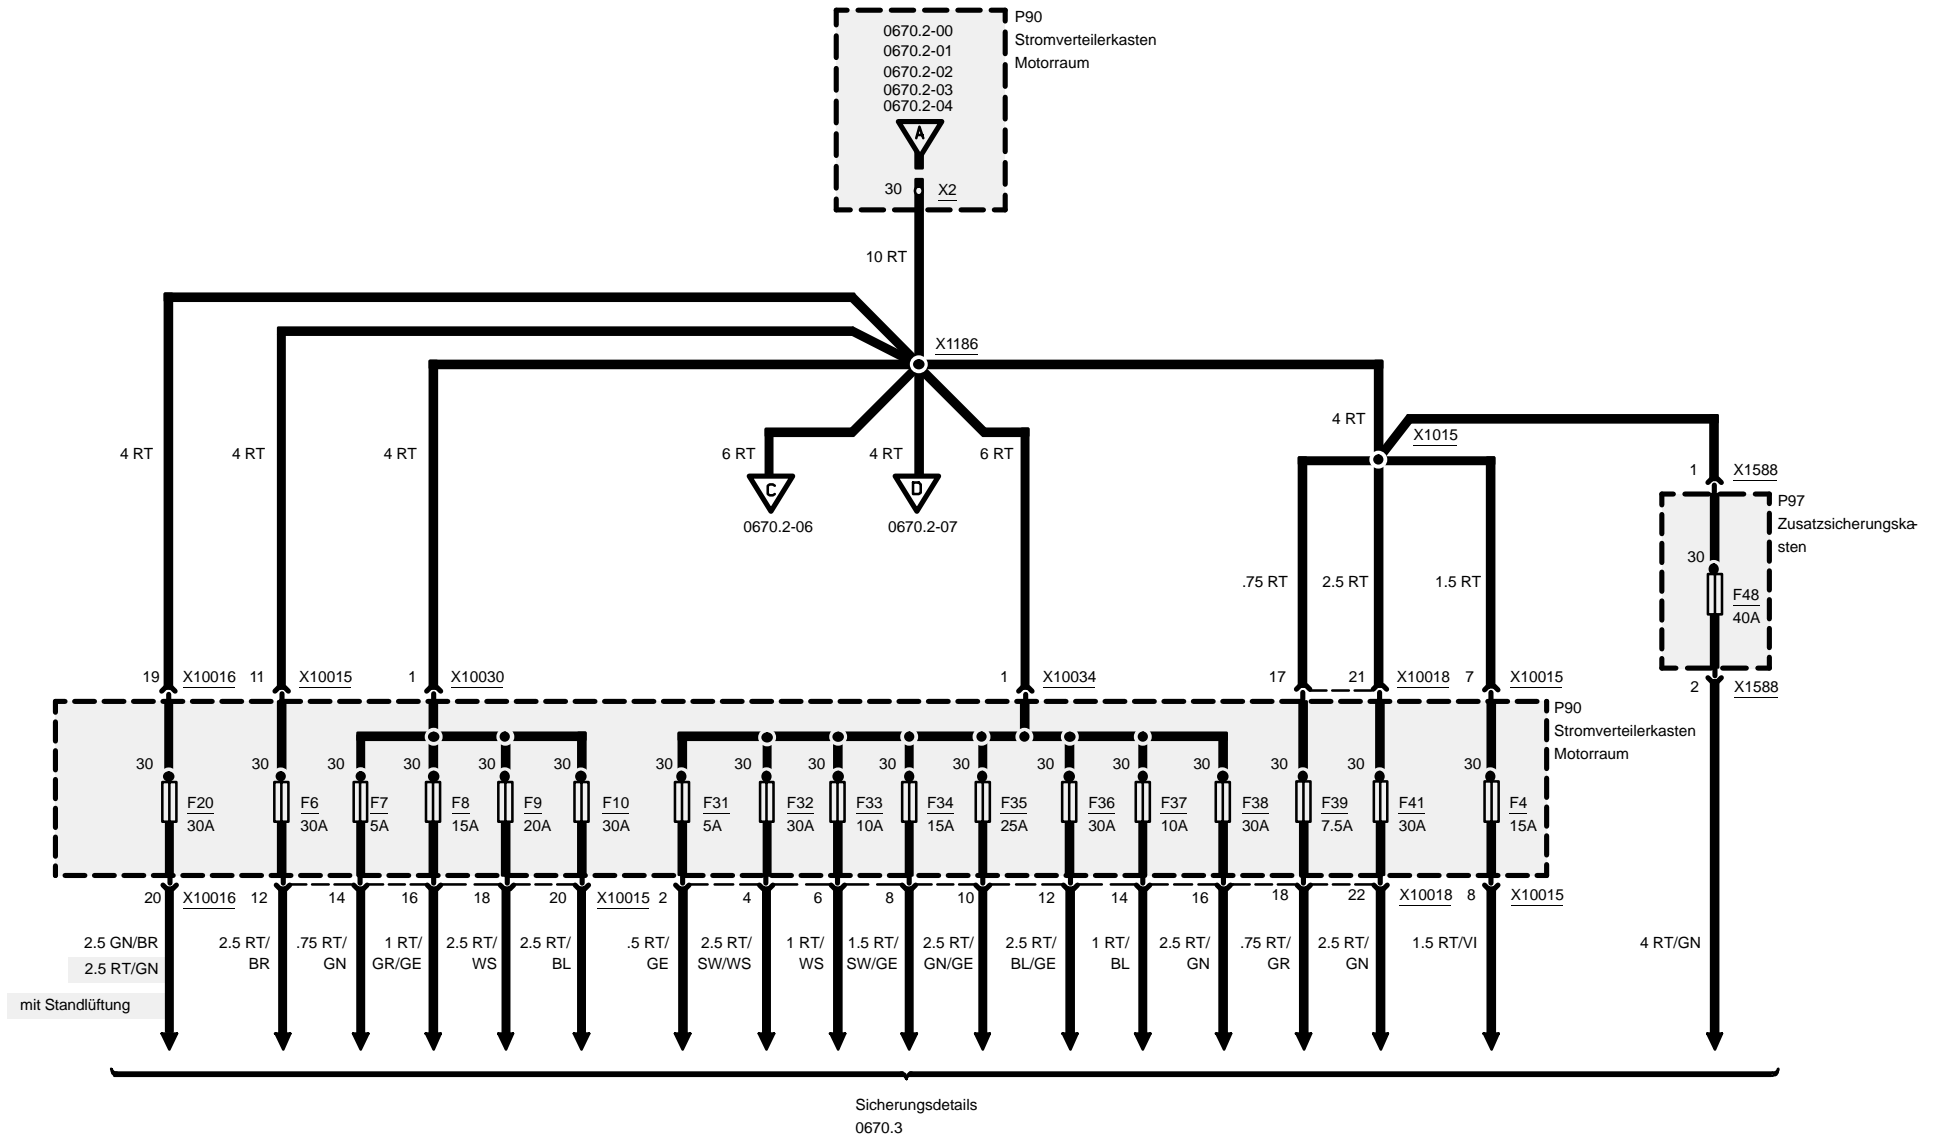 0670.2-00
0670.2-01
0670.2-02
0670.2-03
0670.2-04
A
30 X2
P90
Stromverteilerkasten
Motorraum
10 RT
X1186
4 RT
X1015
4 RT 4 RT 4 RT 6 RT 4 RT 6 RT
C D
0670.2-06 0670.2-07
1 X1588
P97
Zusatzsicherungska-
sten
30
F48
40A
2 X1588
.75 RT 2.5 RT 1.5 RT
19 X10016 11 X10015 1 X10030 1 X10034 17 21 X10018 7 X10015
P90
Stromverteilerkasten
Motorraum
30 30 30 30 30 30 30 30 30 30 30 30 30 30 30 30 30
F20 F6 F7 F8 F9 F10 F31 F32 F33 F34 F35 F36 F37 F38 F39 F41 F4
30A 30A 5A 15A 20A 30A 5A 30A 10A 15A 25A 30A 10A 30A 7.5A 30A 15A
20 X10016 12 14 16 18 20 X10015 2 4 6 8 10 12 14 16 18 22 X10018 8 X10015
2.5 GN/BR 2.5 RT/ .75 RT/ 1 RT/ 2.5 RT/ 2.5 RT/ .5 RT/ 2.5 RT/ 1 RT/ 1.5 RT/ 2.5 RT/ 2.5 RT/ 1 RT/ 2.5 RT/ .75 RT/ 2.5 RT/ 1.5 RT/VI 4 RT/GN
BR GN GR/GE WS BL GE SW/WS WS SW/GE GN/GE BL/GE BL GN GR GN
2.5 RT/GN
mit Standlüftung
Sicherungsdetails
0670.3